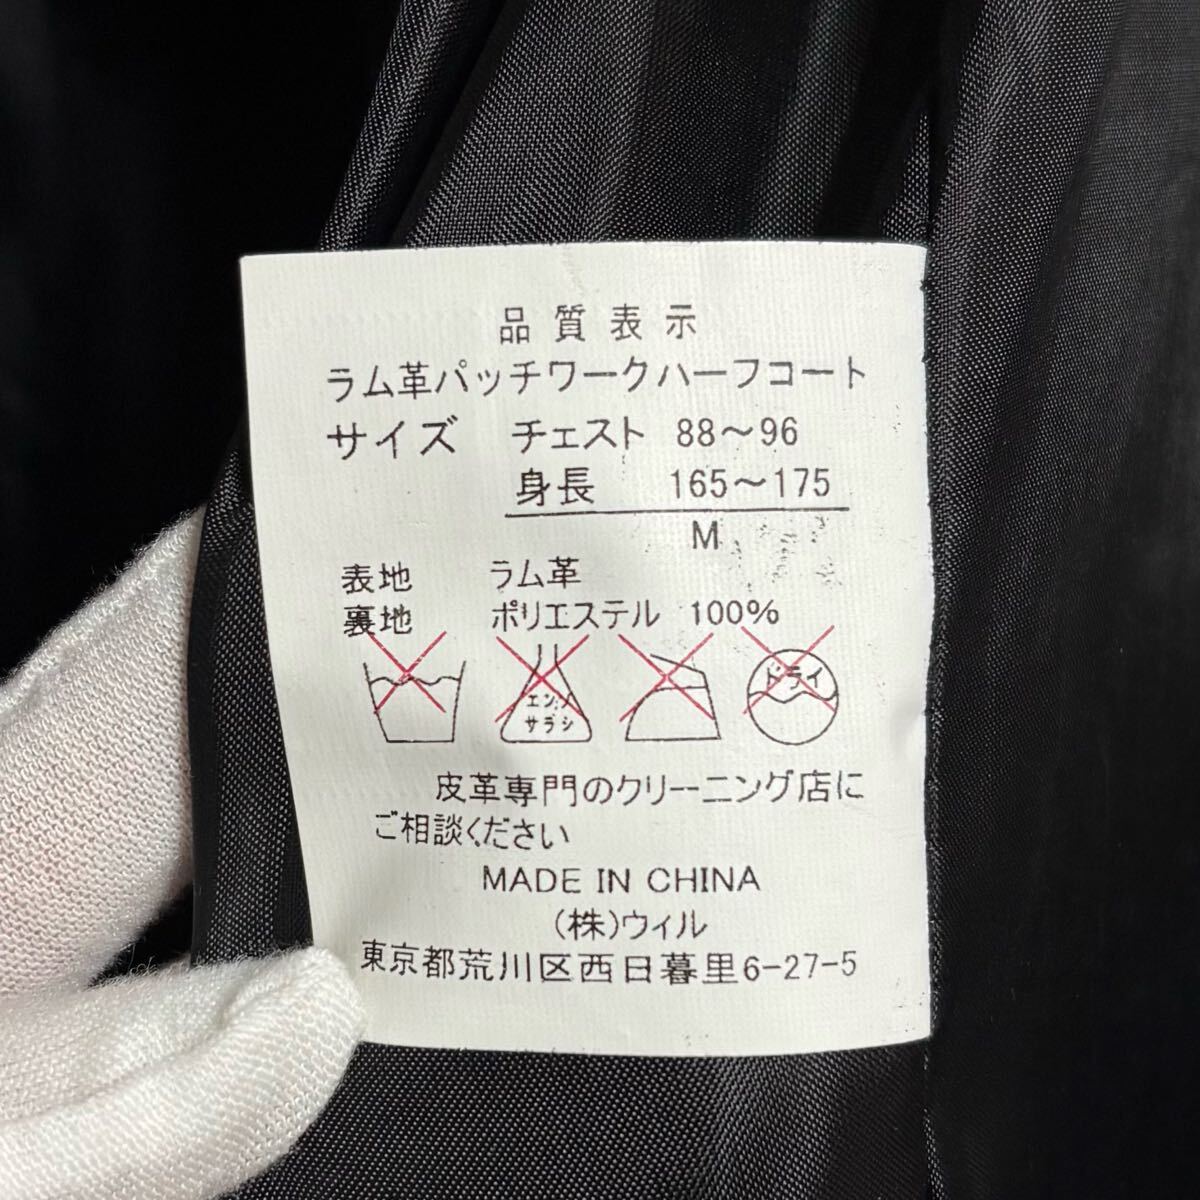 品質表示
ラム革パッチワークハーフコート
サイズ チェスト 88〜96
身長 165〜175
M
表地 ラム革
裏地 ポリエステル 100%
エンソ
サラシ
ドライ
皮革専門のクリーニング店に
ご相談ください
MADE IN CHINA
(株)ウィル
東京都荒川区西日暮里6-27-5